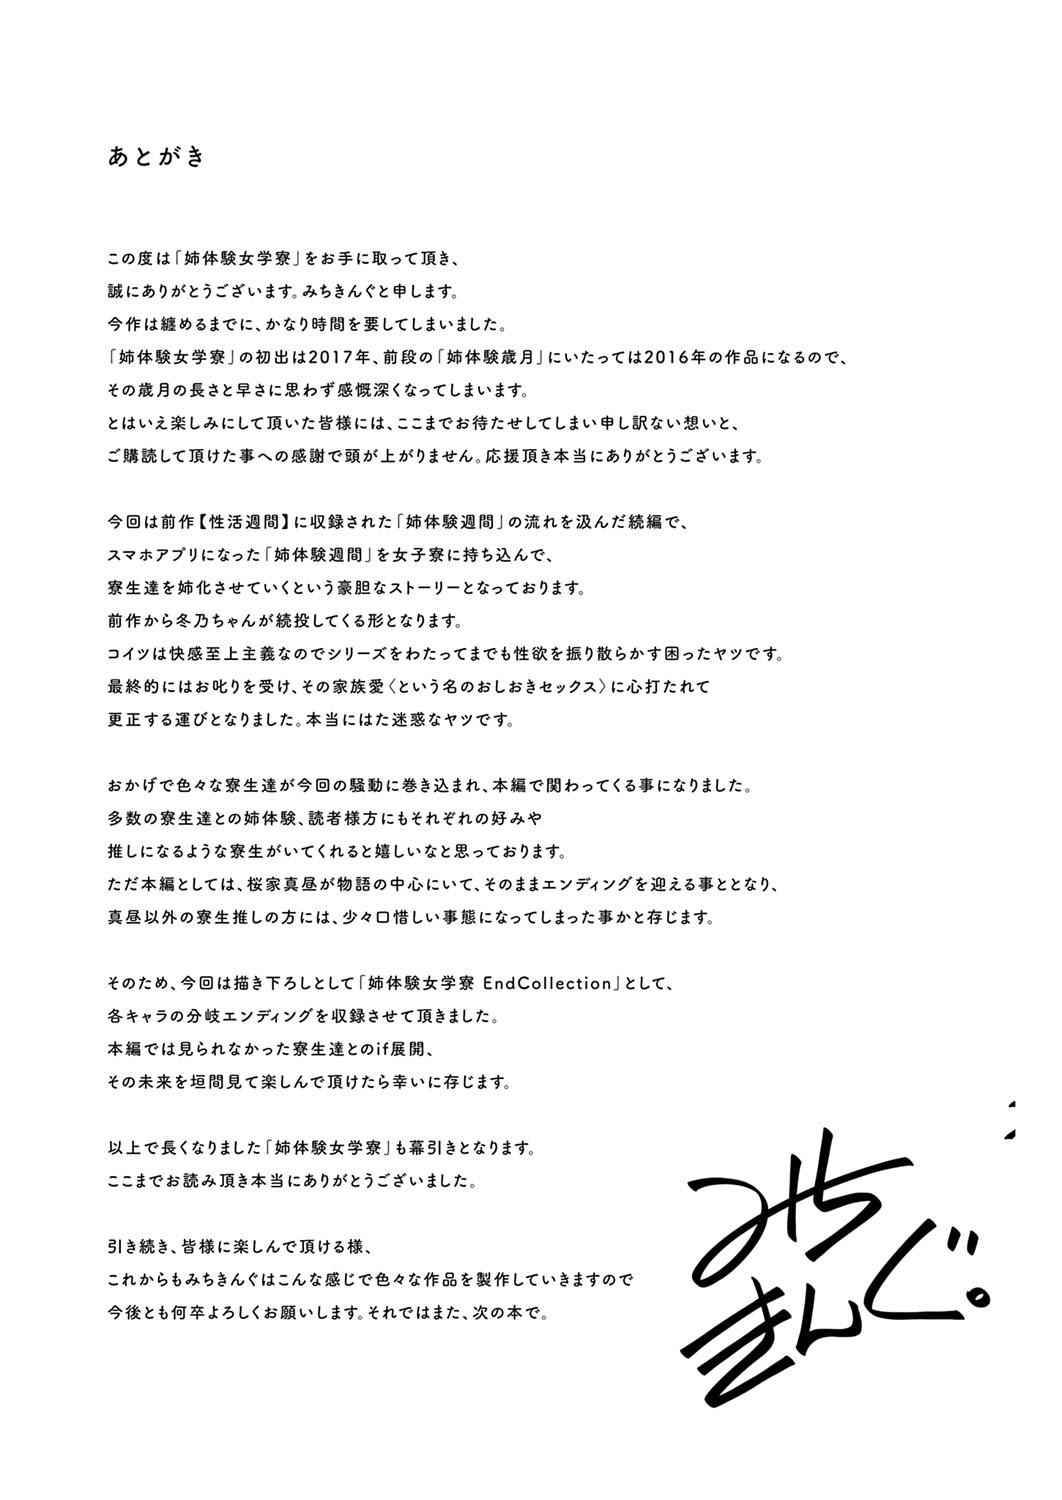 あとがき
この度は「姉体験女学寮」をお手に取って頂き、
誠にありがとうございます。みちきんぐと申します。
今作は纏めるまでに、かなり時間を要してしまいました。
「姉体験女学寮」の初出は2017年、前段の「姉体験歳月」にいたっては2016年の作品になるので、
その歳月の長さと早さに思わず感慨深くなってしまいます。
とはいえ楽しみにして頂いた皆様には、ここまでお待たせしてしまい申し訳ない想いと、
ご購読して頂けた事への感謝で頭が上がりません。応援頂き本当にありがとうございます。
今回は前作【性活週間】に収録された「姉体験週間」の流れを汲んだ続編で、
スマホアプリになった「姉体験週間」を女子寮に持ち込んで、
寮生達を姉化させていくという豪胆なストーリーとなっております。
前作から冬乃ちゃんが続投してくる形となります。
コイツは快感至上主義なのでシリーズをわたってまでも性欲を振り散らかす困ったヤツです。
最終的にはお叱りを受け、その家族愛〈という名のおしおきセックス〉に心打たれて
更正する運びとなりました。本当にはた迷惑なヤツです。
おかげで色々な寮生達が今回の騒動に巻き込まれ、本編で関わってくる事になりました。
多数の寮生達との姉体験、読者様方にもそれぞれの好みや
推しになるような寮生がいてくれると嬉しいなと思っております。
ただ本編としては、桜家真昼が物語の中心にいて、そのままエンディングを迎える事ととなり、
真昼以外の寮生推しの方には、少々口惜しい事態になってしまった事かと存じます。
そのため、今回は描き下ろしとして「姉体験女学寮 EndCollection」として、
各キャラの分岐エンディングを収録させて頂きました。
本編では見られなかった寮生達とのif展開、
その未来を垣間見て楽しんで頂けたら幸いに存じます。
以上で長くなりました「姉体験女学寮」も幕引きとなります。
ここまでお読み頂き本当にありがとうございました。
引き続き、皆様に楽しんで頂ける様、
これからもみちきんぐはこんな感じで色々な作品を製作していきますので
今後とも何卒よろしくお願いします。それではまた、次の本で。
みち
きんぐ。